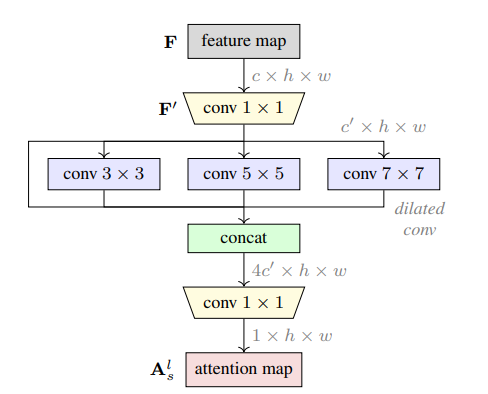 F feature map
c × h × w
F′ conv 1 × 1
c′ × h × w
conv 3 × 3 conv 5 × 5 conv 7 × 7
dilated
conv
concat
4c′ × h × w
conv 1 × 1
1 × h × w
A_s^l attention map